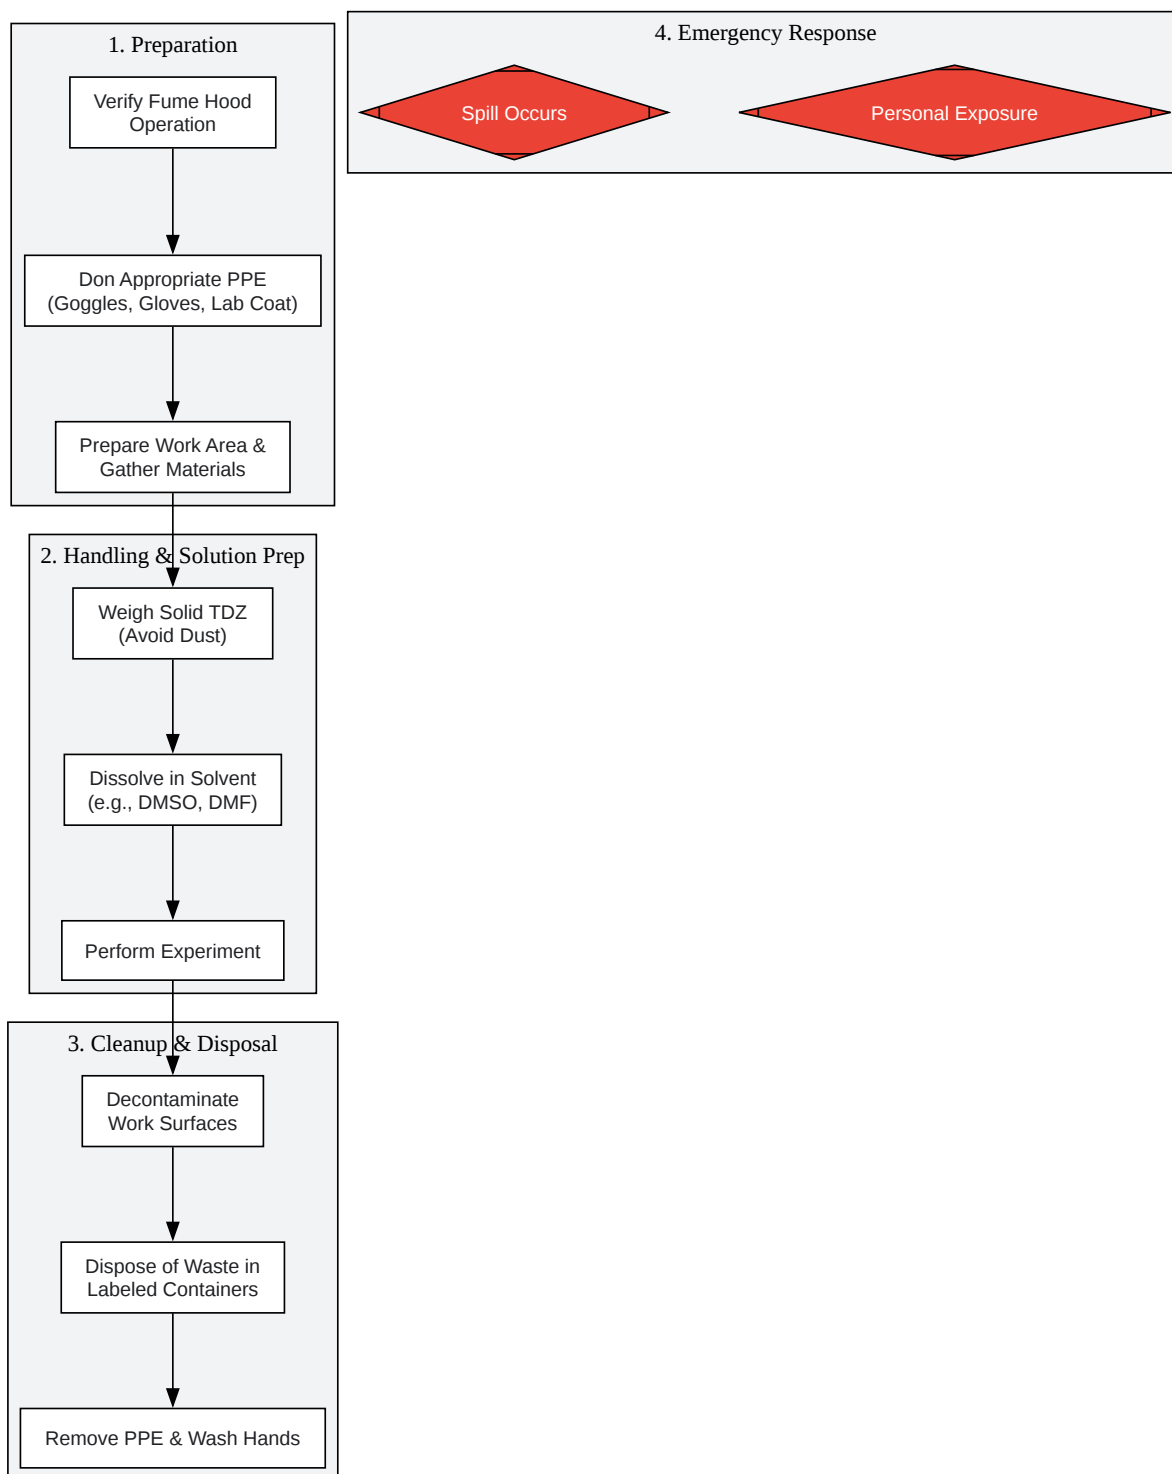 1. Preparation
Verify Fume Hood
Operation
Don Appropriate PPE
(Goggles, Gloves, Lab Coat)
Prepare Work Area &
Gather Materials
2. Handling & Solution Prep
Weigh Solid TDZ
(Avoid Dust)
Dissolve in Solvent
(e.g., DMSO, DMF)
Perform Experiment
3. Cleanup & Disposal
Decontaminate
Work Surfaces
Dispose of Waste in
Labeled Containers
Remove PPE & Wash Hands
4. Emergency Response
Spill Occurs
Personal Exposure